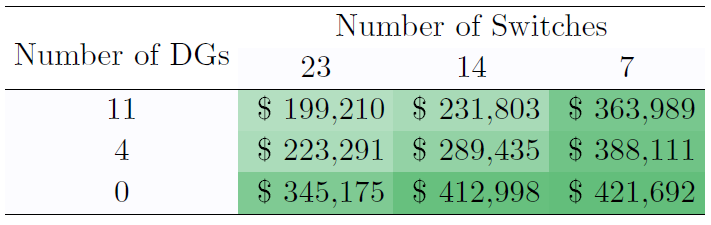 Number of Switches
Number of DGs
23 14 7
11 $ 199,210 $ 231,803 $ 363,989
4 $ 223,291 $ 289,435 $ 388,111
0 $ 345,175 $ 412,998 $ 421,692